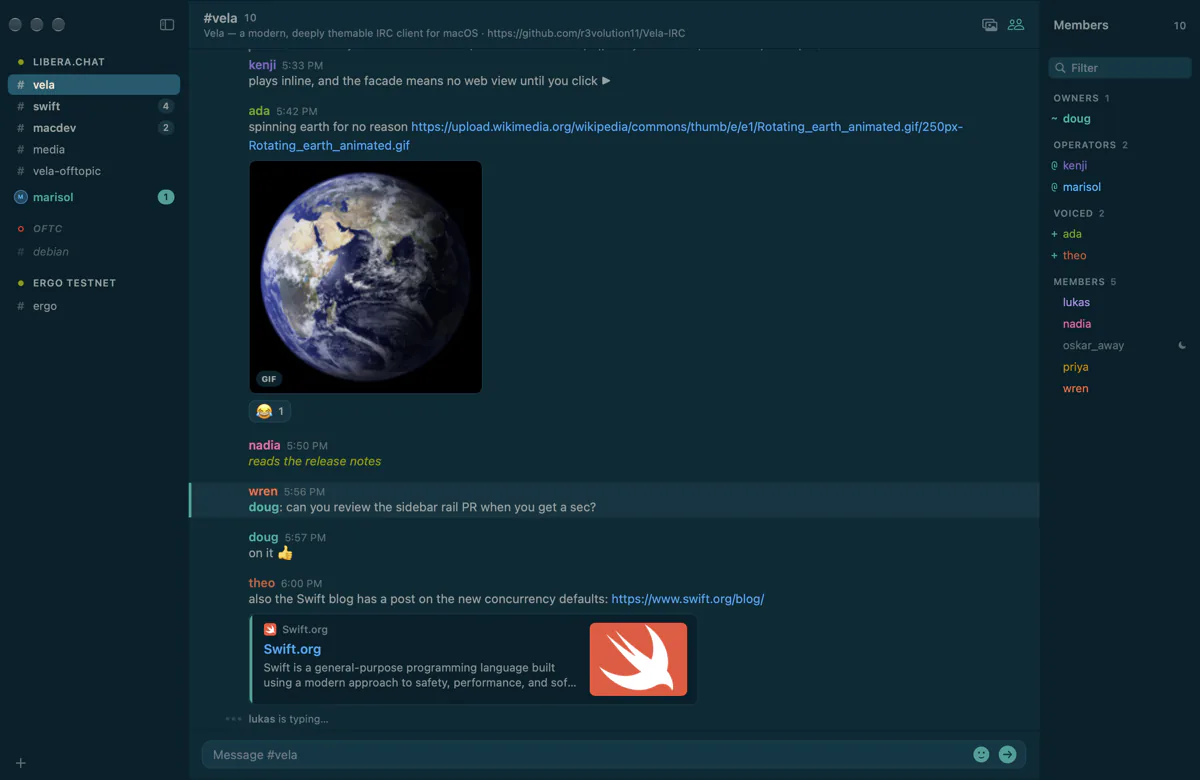 LIBERA.CHAT
# vela
# swift 4
# macdev 2
# media
# vela-offtopic
M marisol 1
OFTC
# debian
ERGO TESTNET
# ergo
+
#vela 10
Vela — a modern, deeply themable IRC client for macOS · https://github.com/r3volution11/Vela-IRC
kenji 5:33 PM
plays inline, and the facade means no web view until you click ▶
ada 5:42 PM
spinning earth for no reason https://upload.wikimedia.org/wikipedia/commons/thumb/e/e1/Rotating_earth_animated.gif/250px-
Rotating_earth_animated.gif
GIF
😂 1
nadia 5:50 PM
reads the release notes
wren 5:56 PM
doug: can you review the sidebar rail PR when you get a sec?
doug 5:57 PM
on it 👍
theo 6:00 PM
also the Swift blog has a post on the new concurrency defaults: https://www.swift.org/blog/
Swift.org
Swift.org
Swift is a general-purpose programming language built
using a modern approach to safety, performance, and sof...
lukas is typing...
Message #vela
Members 10
Filter
OWNERS 1
~ doug
OPERATORS 2
@ kenji
@ marisol
VOICED 2
+ ada
+ theo
MEMBERS 5
lukas
nadia
oskar_away
priya
wren